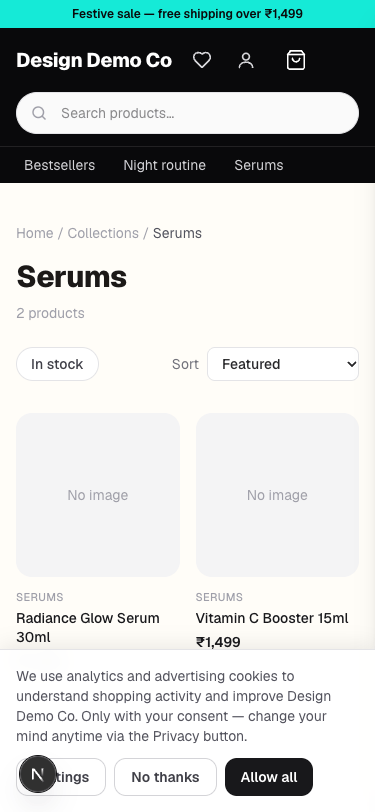 Festive sale — free shipping over ₹1,499
Design Demo Co
Search products…
Bestsellers Night routine Serums
Home / Collections / Serums
Serums
2 products
In stock Sort Featured
No image No image
SERUMS SERUMS
Radiance Glow Serum 30ml Vitamin C Booster 15ml
₹1,499
We use analytics and advertising cookies to
understand shopping activity and improve Design
Demo Co. Only with your consent — change your
mind anytime via the Privacy button.
N No thanks Allow all